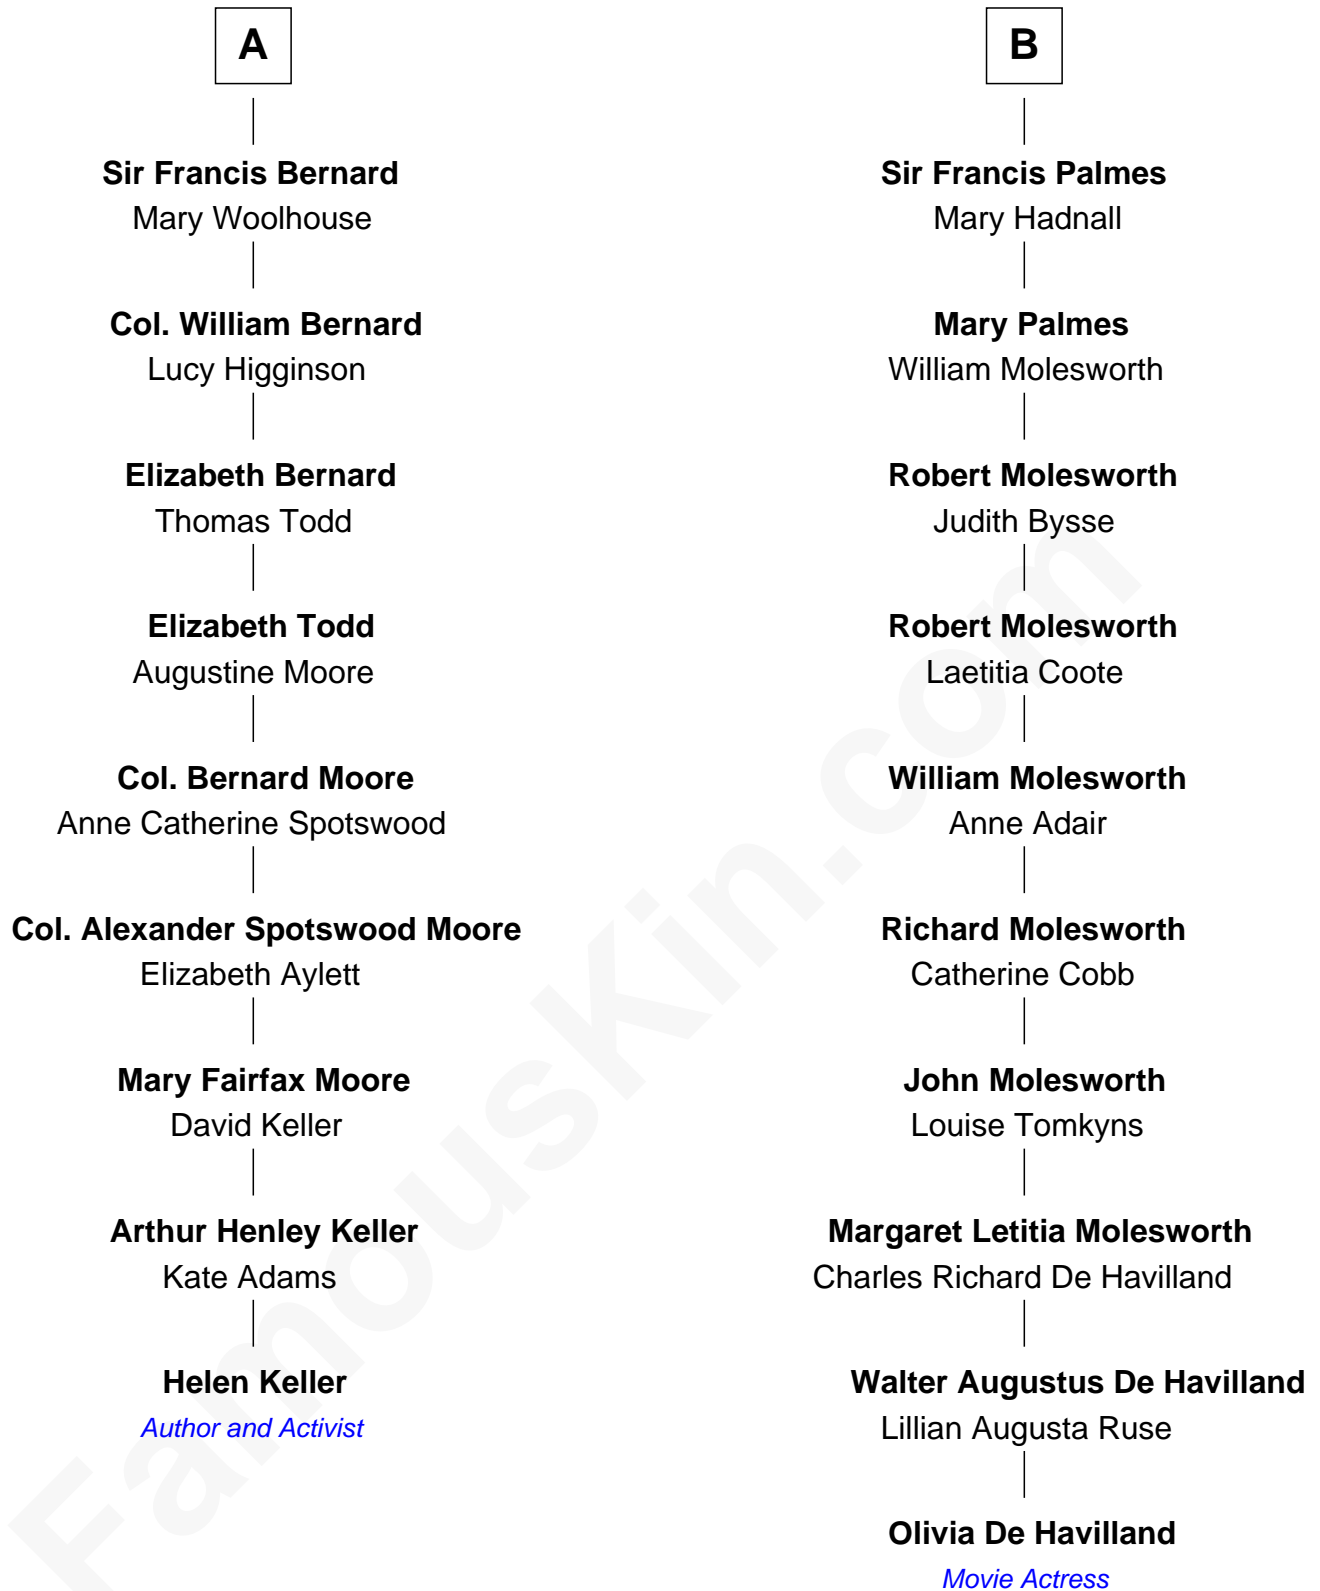 A
Sir Francis Bernard
Mary Woolhouse
Col. William Bernard
Lucy Higginson
Elizabeth Bernard
Thomas Todd
Elizabeth Todd
Augustine Moore
Col. Bernard Moore
Anne Catherine Spotswood
Col. Alexander Spotswood Moore
Elizabeth Aylett
Mary Fairfax Moore
David Keller
Arthur Henley Keller
Kate Adams
Helen Keller
Author and Activist
B
Sir Francis Palmes
Mary Hadnall
Mary Palmes
William Molesworth
Robert Molesworth
Judith Bysse
Robert Molesworth
Laetitia Coote
William Molesworth
Anne Adair
Richard Molesworth
Catherine Cobb
John Molesworth
Louise Tomkyns
Margaret Letitia Molesworth
Charles Richard De Havilland
Walter Augustus De Havilland
Lillian Augusta Ruse
Olivia De Havilland
Movie Actress
FamousKin.com